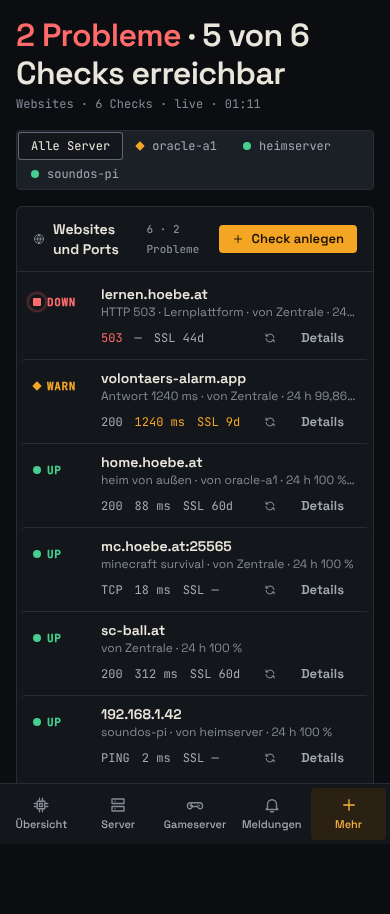 2 Probleme · 5 von 6
Checks erreichbar
Websites · 6 Checks · live · 01:11
Alle Server
oracle-a1
heimserver
soundos-pi
Websites und Ports
6 · 2 Probleme
+ Check anlegen
DOWN
lernen.hoebe.at
HTTP 503 · Lernplattform · von Zentrale · 24…
503 — SSL 44d
Details
WARN
volontaers-alarm.app
Antwort 1240 ms · von Zentrale · 24 h 99,86…
200 1240 ms SSL 9d
Details
UP
home.hoebe.at
heim von außen · von oracle-a1 · 24 h 100 %…
200 88 ms SSL 60d
Details
UP
mc.hoebe.at:25565
minecraft survival · von Zentrale · 24 h 100 %
TCP 18 ms SSL —
Details
UP
sc-ball.at
von Zentrale · 24 h 100 %
200 312 ms SSL 60d
Details
UP
192.168.1.42
soundos-pi · von heimserver · 24 h 100 %
PING 2 ms SSL —
Details
Übersicht
Server
Gameserver
Meldungen
Mehr